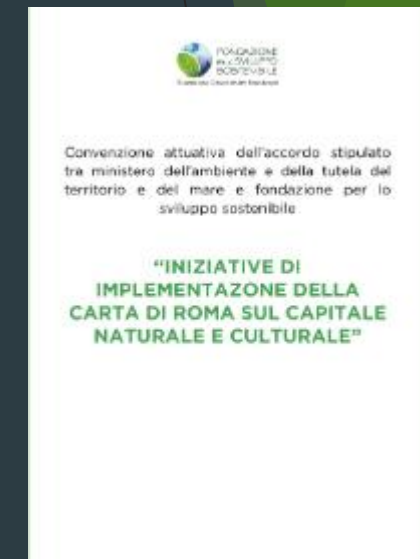 FONDAZIONE
PER LO SVILUPPO
SOSTENIBILE
Convenzione attuativa dell'accordo stipulato
tra ministero dell'ambiente e della tutela del
territorio e del mare e fondazione per lo
sviluppo sostenibile
"INIZIATIVE DI
IMPLEMENTAZONE DELLA
CARTA DI ROMA SUL CAPITALE
NATURALE E CULTURALE"